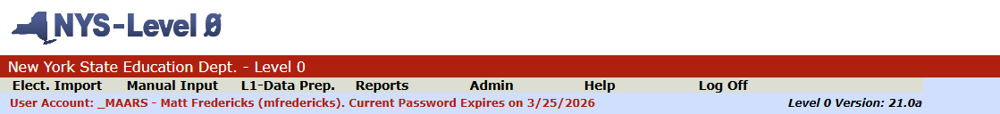 NYS-Level 0
New York State Education Dept. - Level 0
Elect. Import Manual Input L1-Data Prep. Reports Admin Help Log Off
User Account: _MAARS - Matt Fredericks (mfredericks). Current Password Expires on 3/25/2026 Level 0 Version: 21.0a